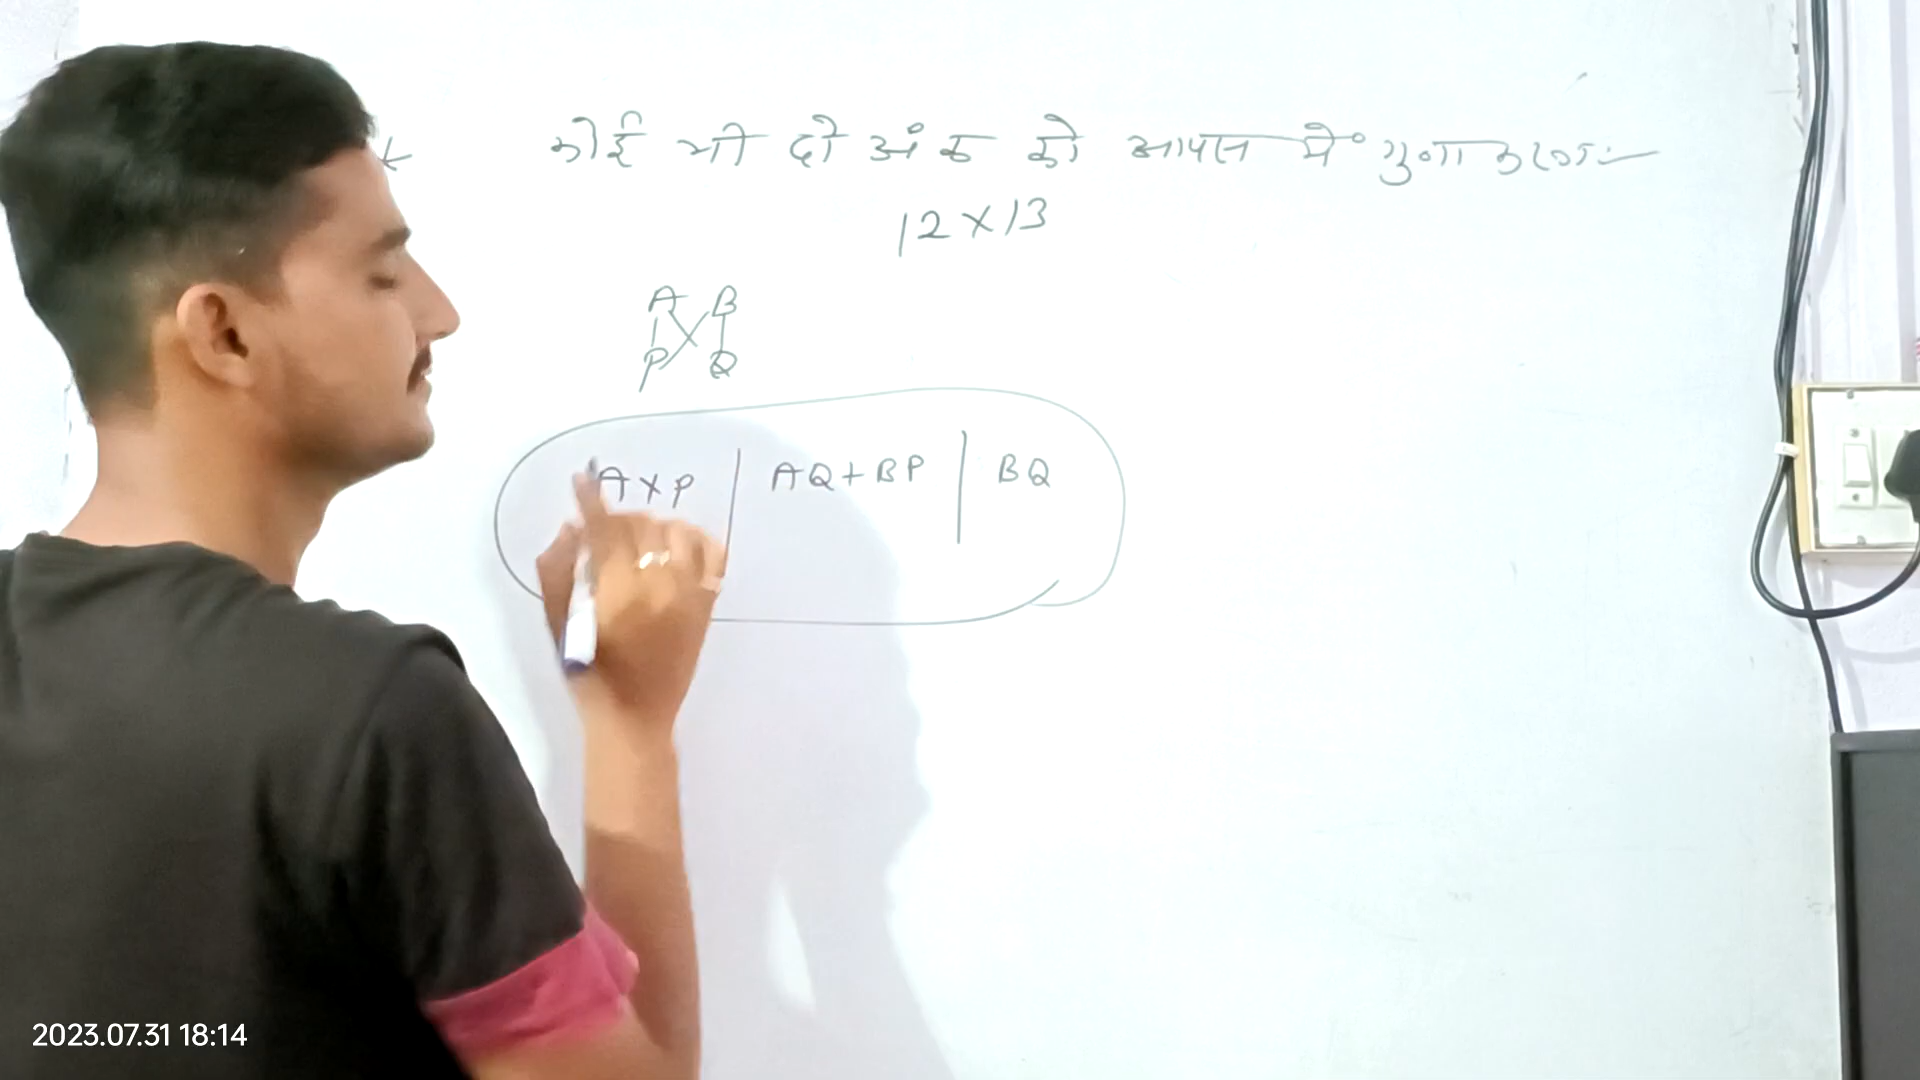 * कोई भी दो अंक को आपस में गुणा करना :-
12 × 13
A B
P Q
A × P | AQ + BP | BQ
2023.07.31 18:14